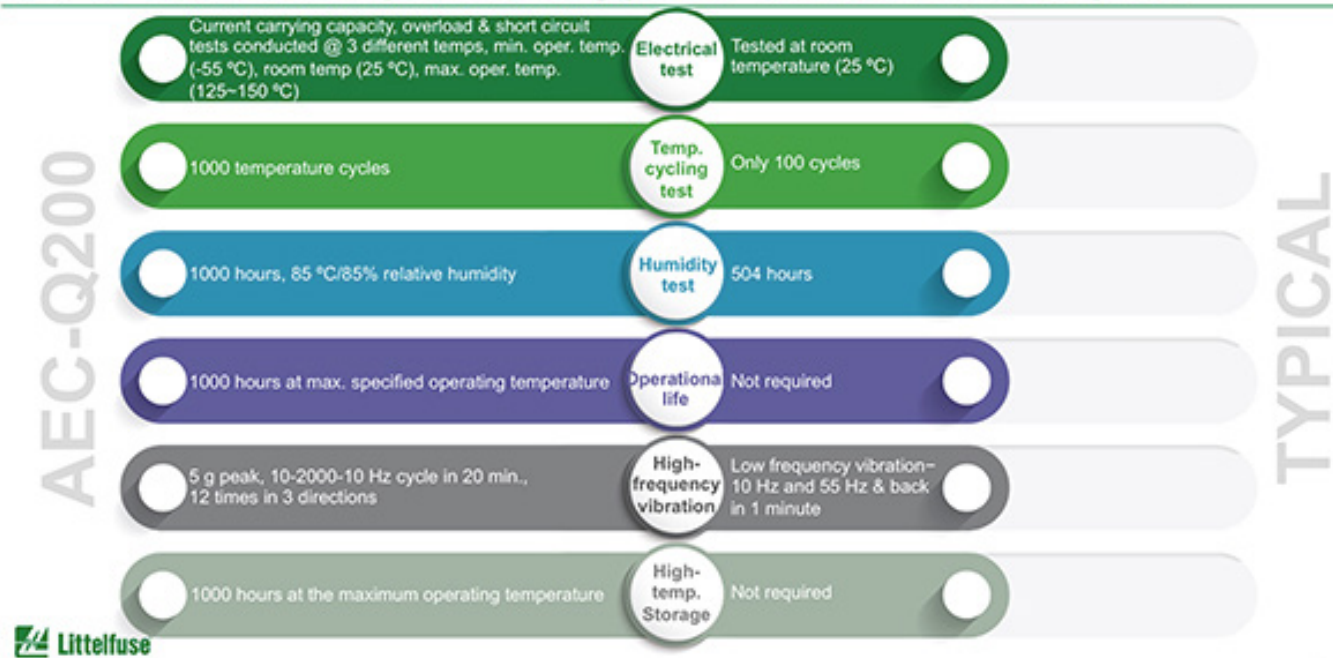 AEC-Q200
TYPICAL
Current carrying capacity, overload & short circuit
tests conducted @ 3 different temps, min. oper. temp.
(-55 ºC), room temp (25 ºC), max. oper. temp.
(125~150 ºC)
Electrical
test
Tested at room
temperature (25 ºC)
1000 temperature cycles
Temp.
cycling
test
Only 100 cycles
1000 hours, 85 ºC/85% relative humidity
Humidity
test
504 hours
1000 hours at max. specified operating temperature
Operationa
life
Not required
5 g peak, 10-2000-10 Hz cycle in 20 min.,
12 times in 3 directions
High-
frequency
vibration
Low frequency vibration–
10 Hz and 55 Hz & back
in 1 minute
1000 hours at the maximum operating temperature
High-
temp.
Storage
Not required
Littelfuse